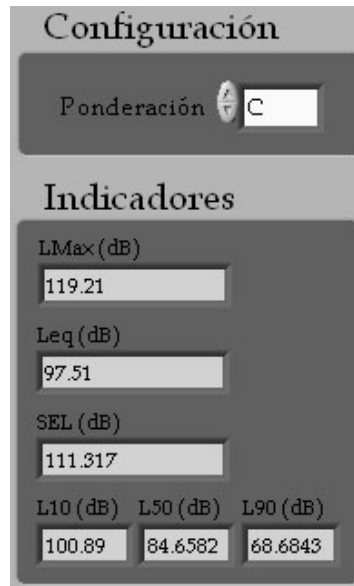 Configuración
Ponderación C
Indicadores
LMax (dB)
119.21
Leq (dB)
97.51
SEL (dB)
111.317
L10 (dB) L50 (dB) L90 (dB)
100.89 84.6582 68.6843